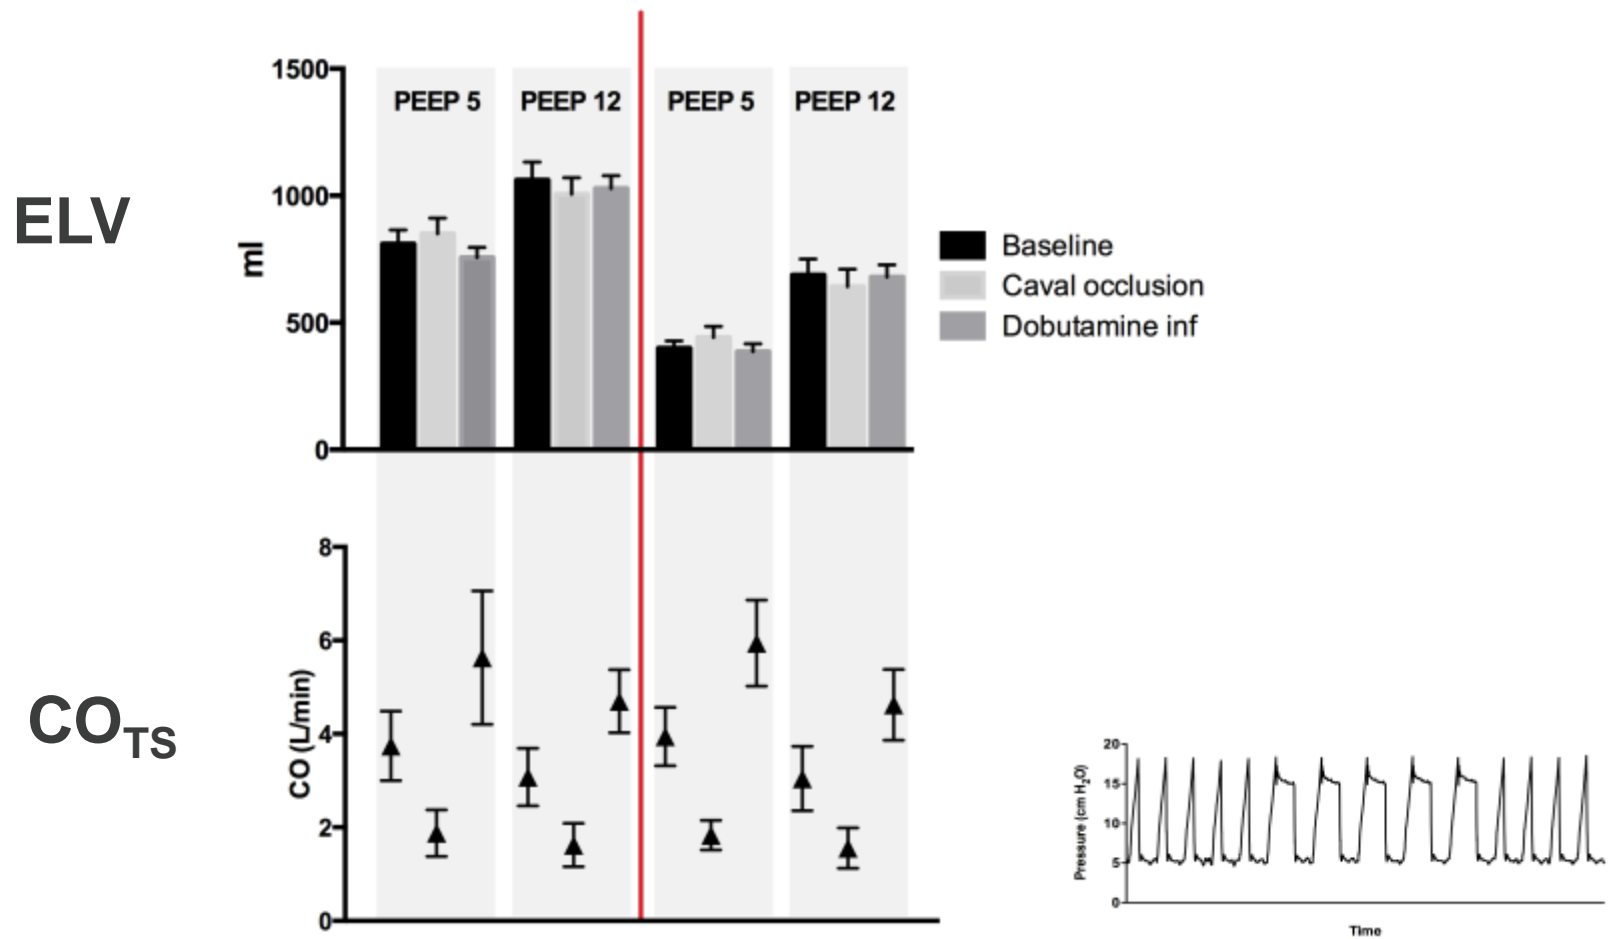 ELV
ml
1500
1000
500
0
PEEP 5
PEEP 12
PEEP 5
PEEP 12
Baseline
Caval occlusion
Dobutamine inf
COTS
CO (L/min)
8
6
4
2
0
Pressure (cm H2O)
20
15
10
5
0
Time